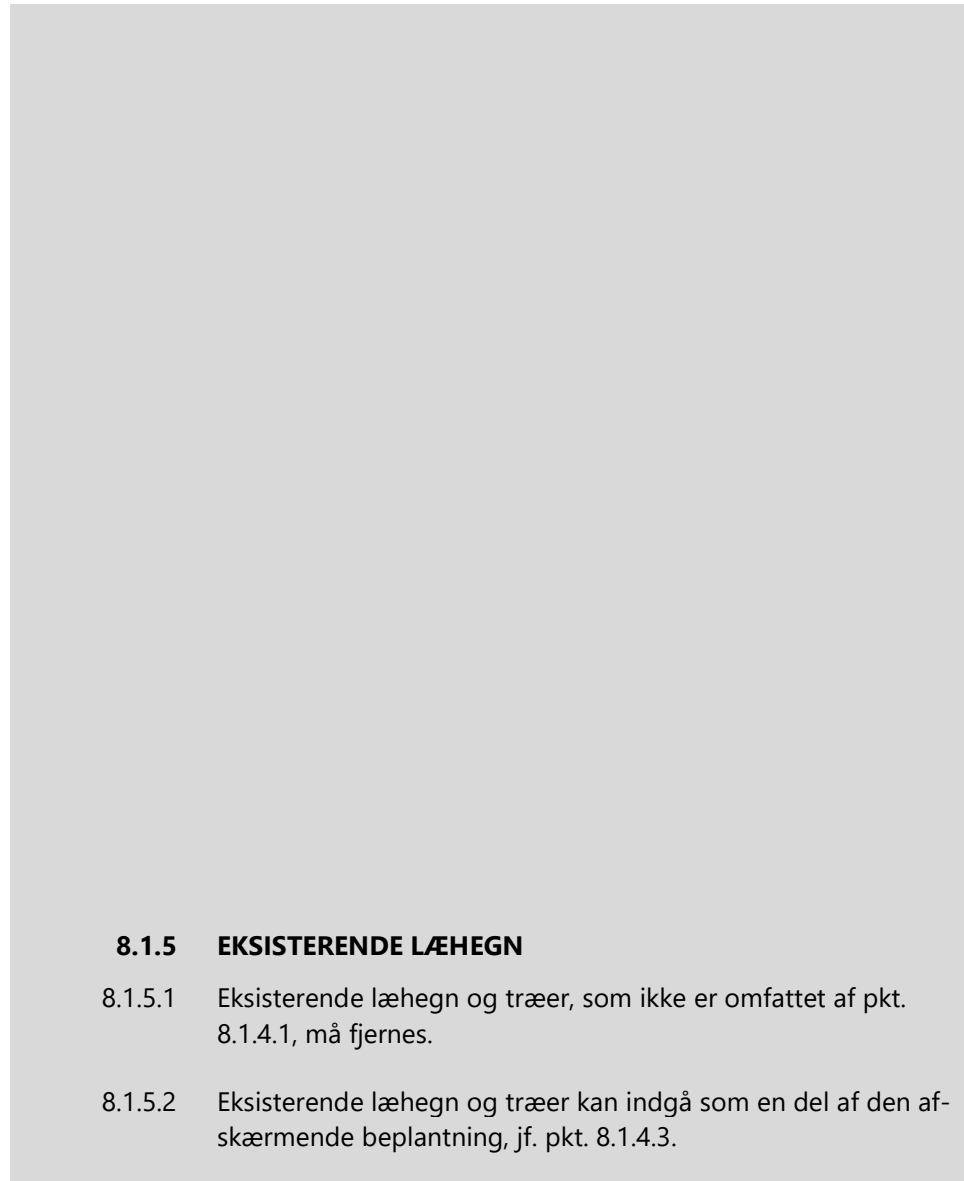 8.1.5 EKSISTERENDE LÆHEGN
8.1.5.1 Eksisterende læhegn og træer, som ikke er omfattet af pkt.
8.1.4.1, må fjernes.
8.1.5.2 Eksisterende læhegn og træer kan indgå som en del af den af-
skærmende beplantning, jf. pkt. 8.1.4.3.